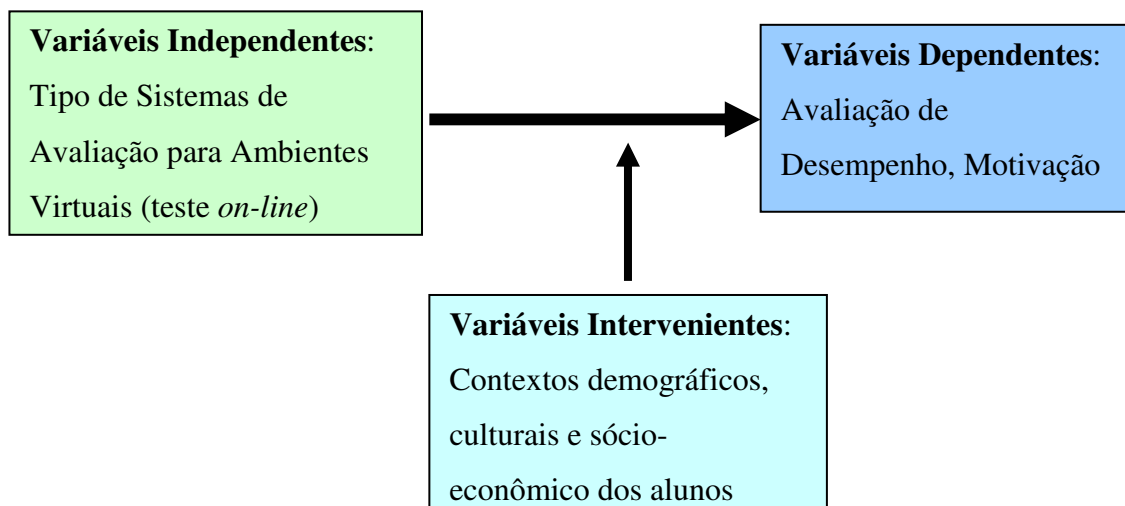 Variáveis Independentes:
Tipo de Sistemas de
Avaliação para Ambientes
Virtuais (teste on-line)
Variáveis Dependentes:
Avaliação de
Desempenho, Motivação
Variáveis Intervenientes:
Contextos demográficos,
culturais e sócio-
econômico dos alunos